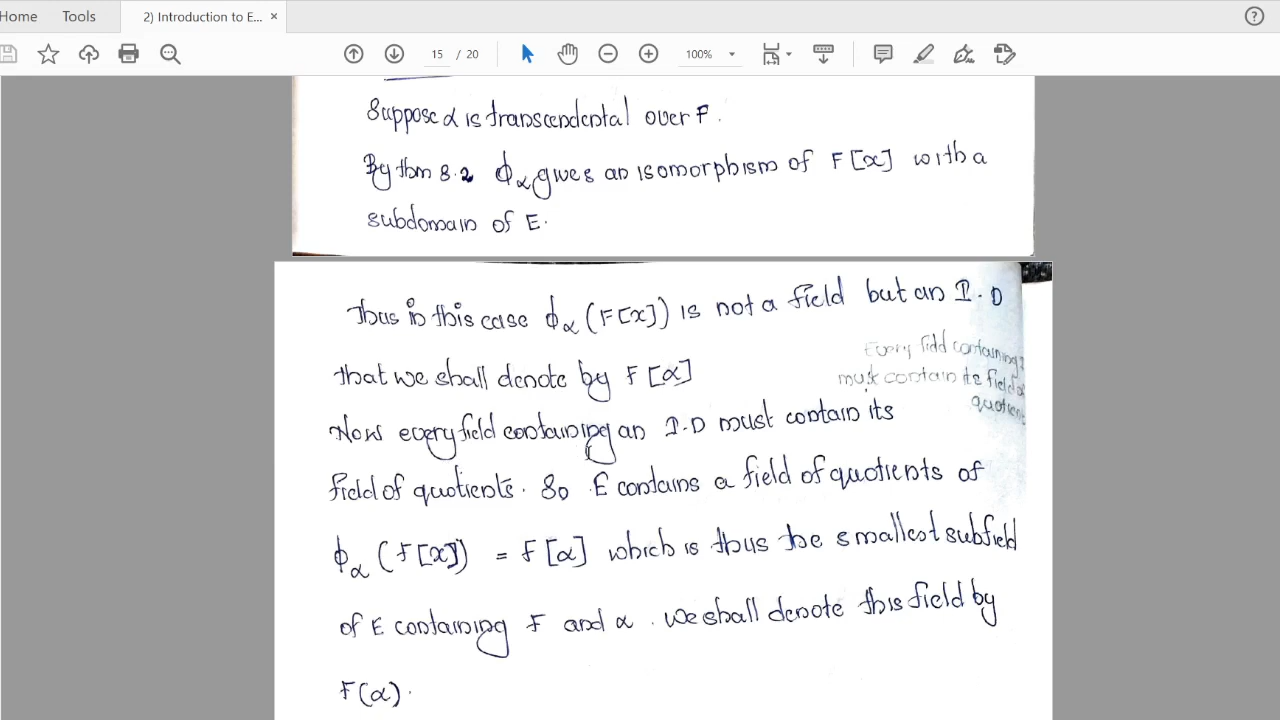 Home Tools 2) Introduction to E... ×
15 / 20 100%
Suppose α is transcendental over F.
By thm 8.2 ϕα gives an isomorphism of F[x] with a
subdomain of E.
Thus in this case ϕα (F[x]) is not a field but an I.D
Every field containing
that we shall denote by F[α]
must contain its field of
quotient
Now every field containing an I.D must contain its
field of quotients. So E contains a field of quotients of
ϕα (F[x]) = F[α] which is thus the smallest subfield
of E containing F and α. We shall denote this field by
F(α).